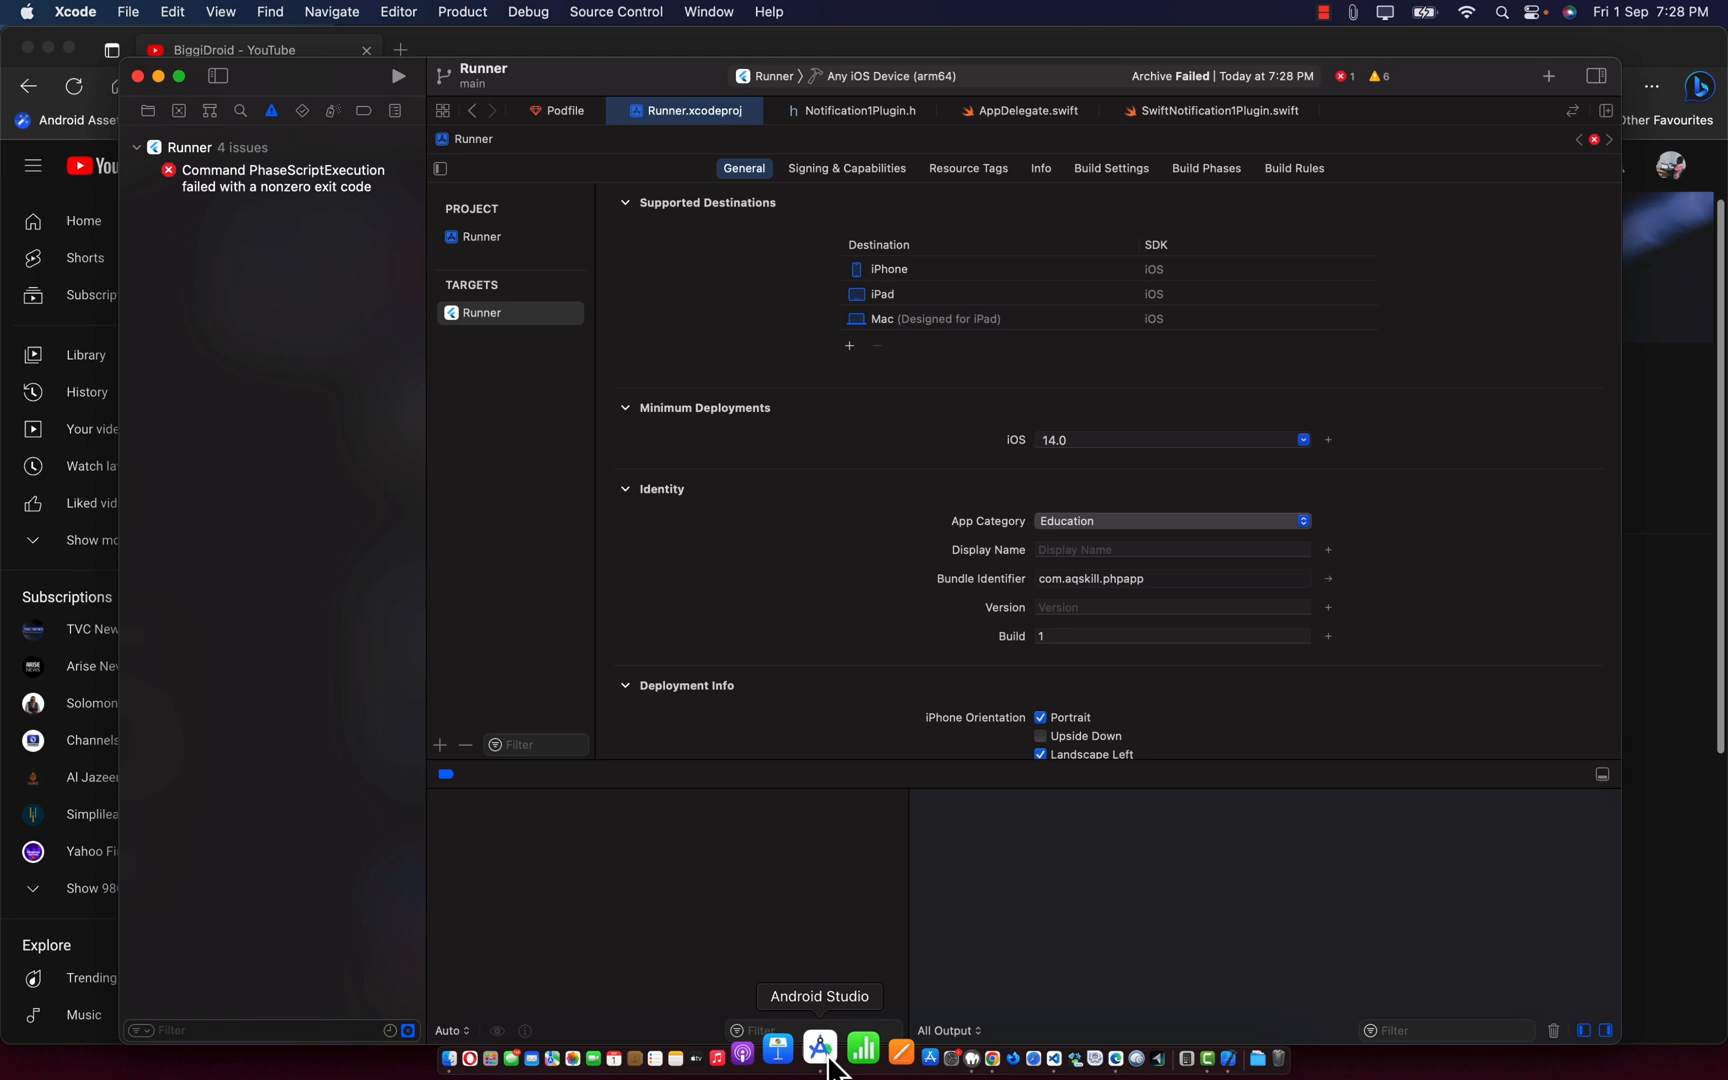 Xcode File Edit View Find Navigate Editor Product Debug Source Control Window Help
Fri 1 Sep 7:28 PM
BiggiDroid - YouTube
Runner
main
Runner
Any iOS Device (arm64)
Archive Failed | Today at 7:28 PM
1
6
Android Asse
Other Favourites
Podfile
Runner.xcodeproj
Notification1Plugin.h
AppDelegate.swift
SwiftNotification1Plugin.swift
Runner
Runner 4 issues
Command PhaseScriptExecution
failed with a nonzero exit code
General
Signing & Capabilities
Resource Tags
Info
Build Settings
Build Phases
Build Rules
PROJECT
Runner
TARGETS
Runner
Supported Destinations
Destination
SDK
iPhone
iOS
iPad
iOS
Mac (Designed for iPad)
iOS
Minimum Deployments
iOS
14.0
Identity
App Category
Education
Display Name
Display Name
Bundle Identifier
com.aqskill.phpapp
Version
Version
Build
1
Deployment Info
iPhone Orientation
Portrait
Upside Down
Landscape Left
Filter
You
Home
Shorts
Subscrip
Library
History
Your vide
Watch la
Liked vid
Show mo
Subscriptions
TVC New
Arise Nev
Solomon
Channels
Al Jazee
Simplilea
Yahoo Fi
Show 98
Explore
Trending
Music
Filter
Auto
Filter
All Output
Filter
Android Studio